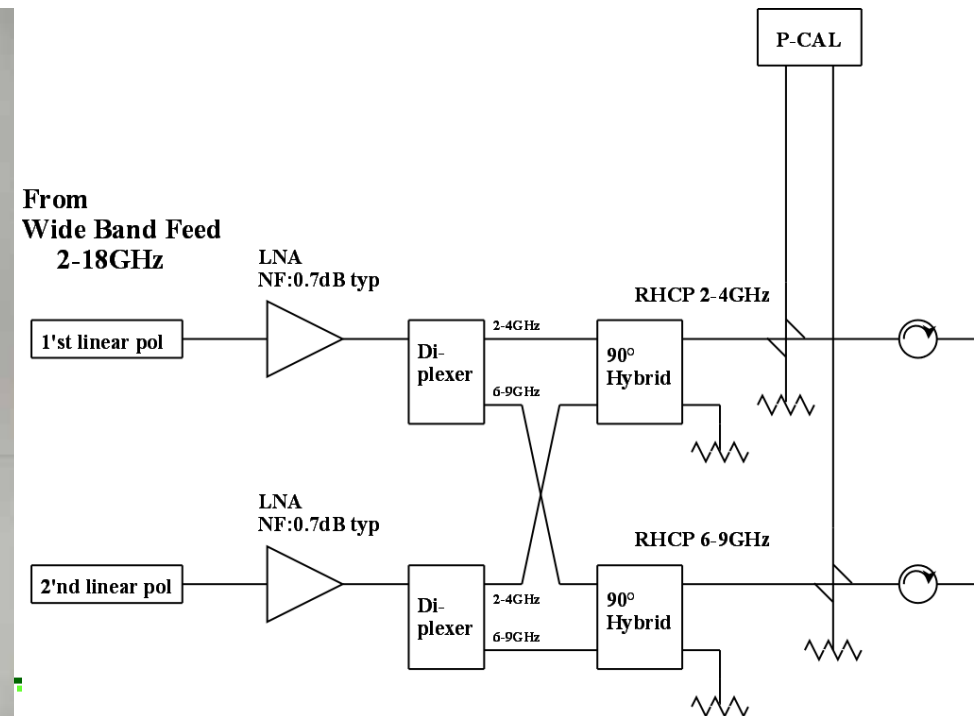 P-CAL
From
Wide Band Feed
2-18GHz
LNA
NF:0.7dB typ
RHCP 2-4GHz
1'st linear pol
Di-
plexer
2-4GHz
6-9GHz
90°
Hybrid
LNA
NF:0.7dB typ
RHCP 6-9GHz
2'nd linear pol
Di-
plexer
2-4GHz
6-9GHz
90°
Hybrid